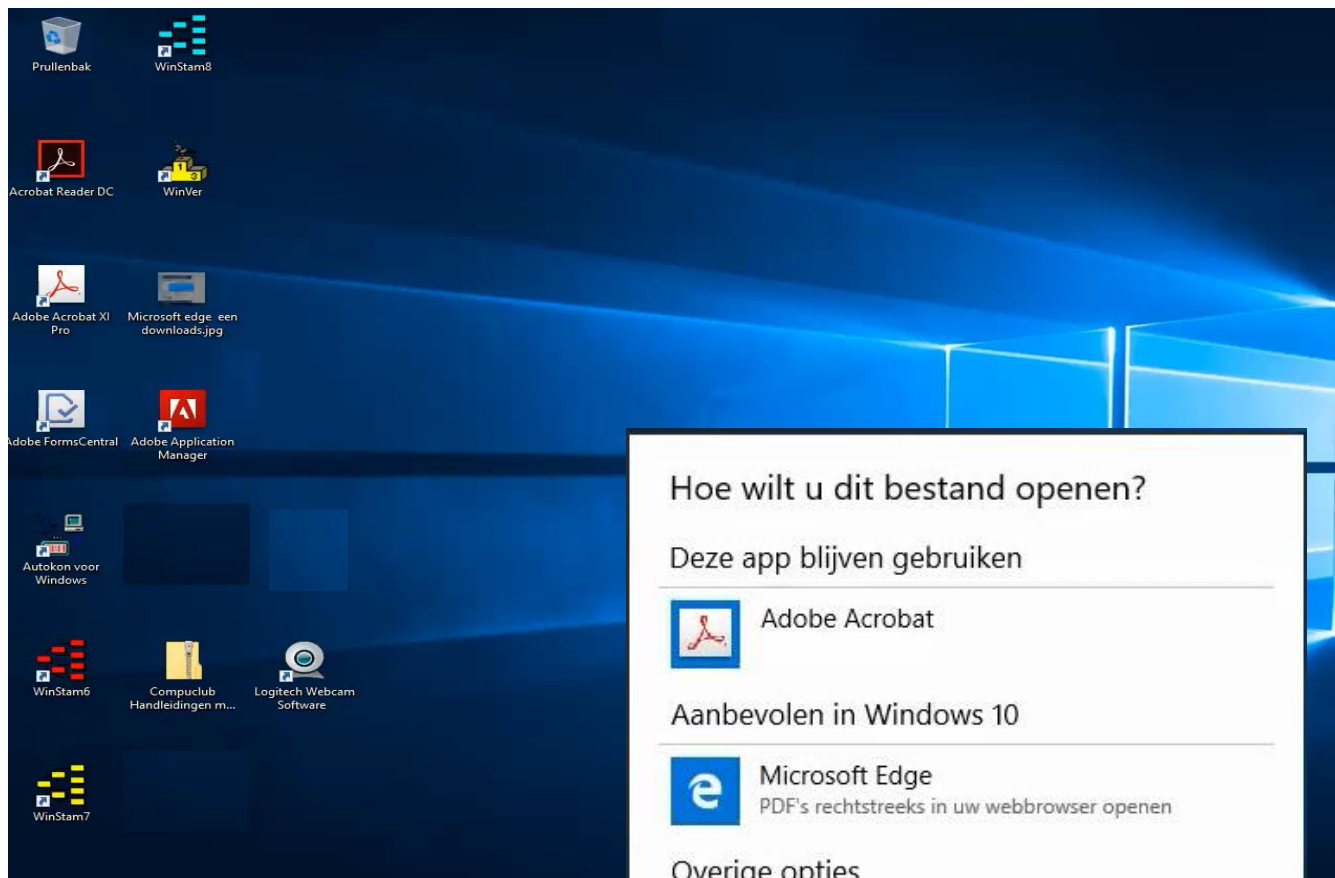 Prullenbak
WinStam8
Acrobat Reader DC
WinVer
Adobe Acrobat XI
Pro
Microsoft edge een
downloads.jpg
Adobe FormsCentral
Adobe Application
Manager
Autokon voor
Windows
WinStam6
Compuclub
Handleidingen m...
Logitech Webcam
Software
WinStam7
Hoe wilt u dit bestand openen?
Deze app blijven gebruiken
Adobe Acrobat
Aanbevolen in Windows 10
Microsoft Edge
PDF's rechtstreeks in uw webbrowser openen
Overige opties